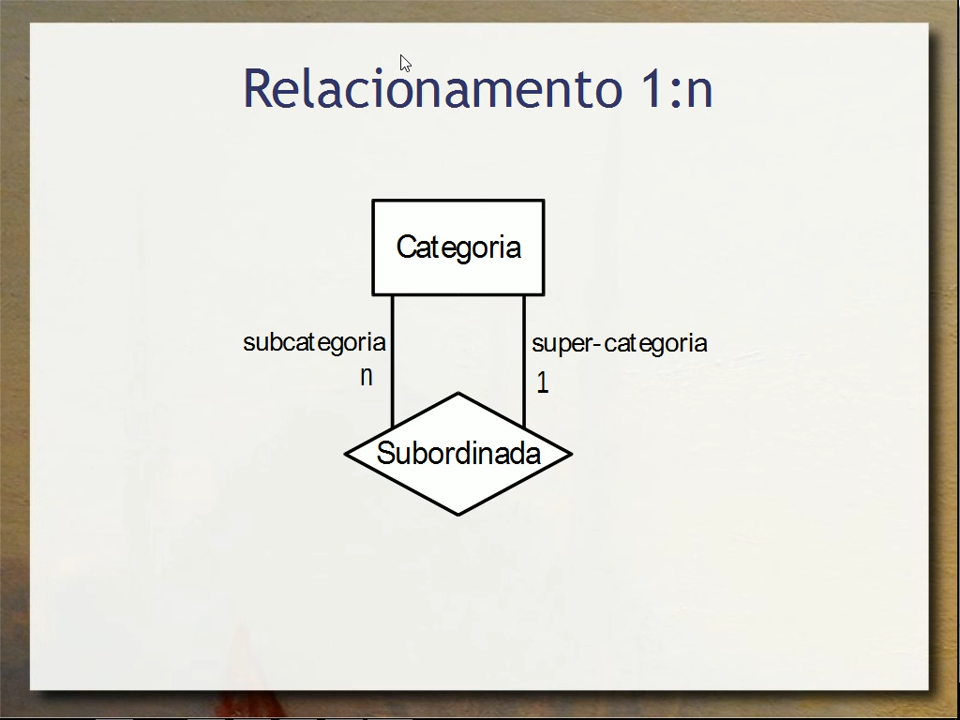 Relacionamento 1:n
Categoria
subcategoria
super-categoria
n
1
Subordinada